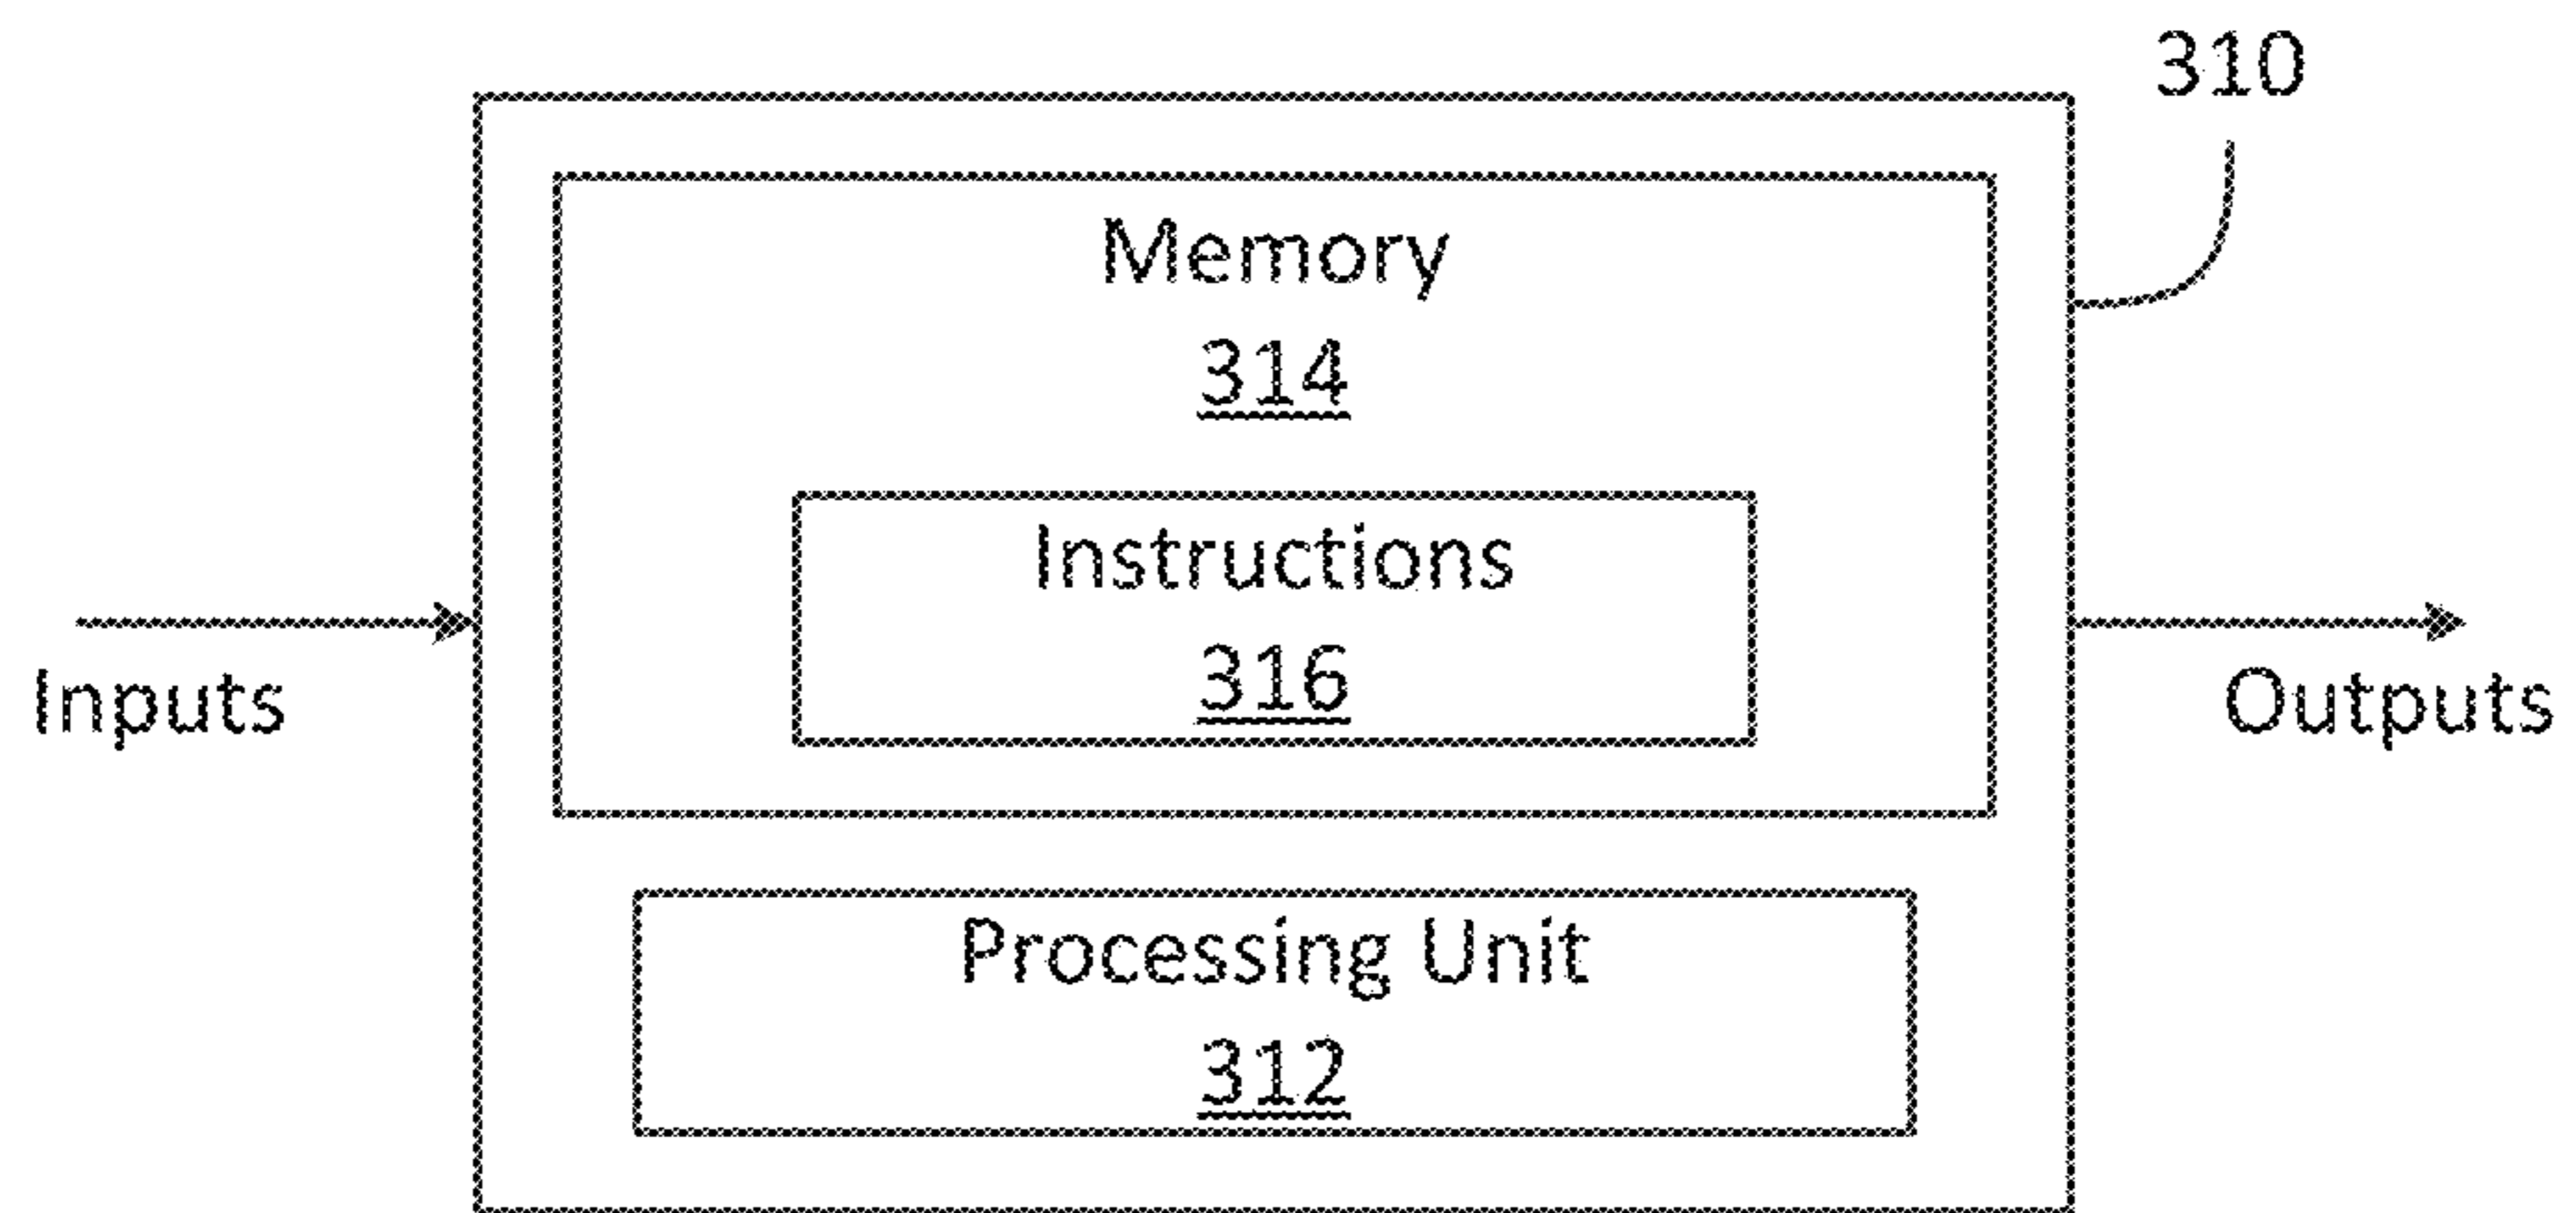 310
Memory
314
Instructions
316
Inputs
Outputs
Processing Unit
312